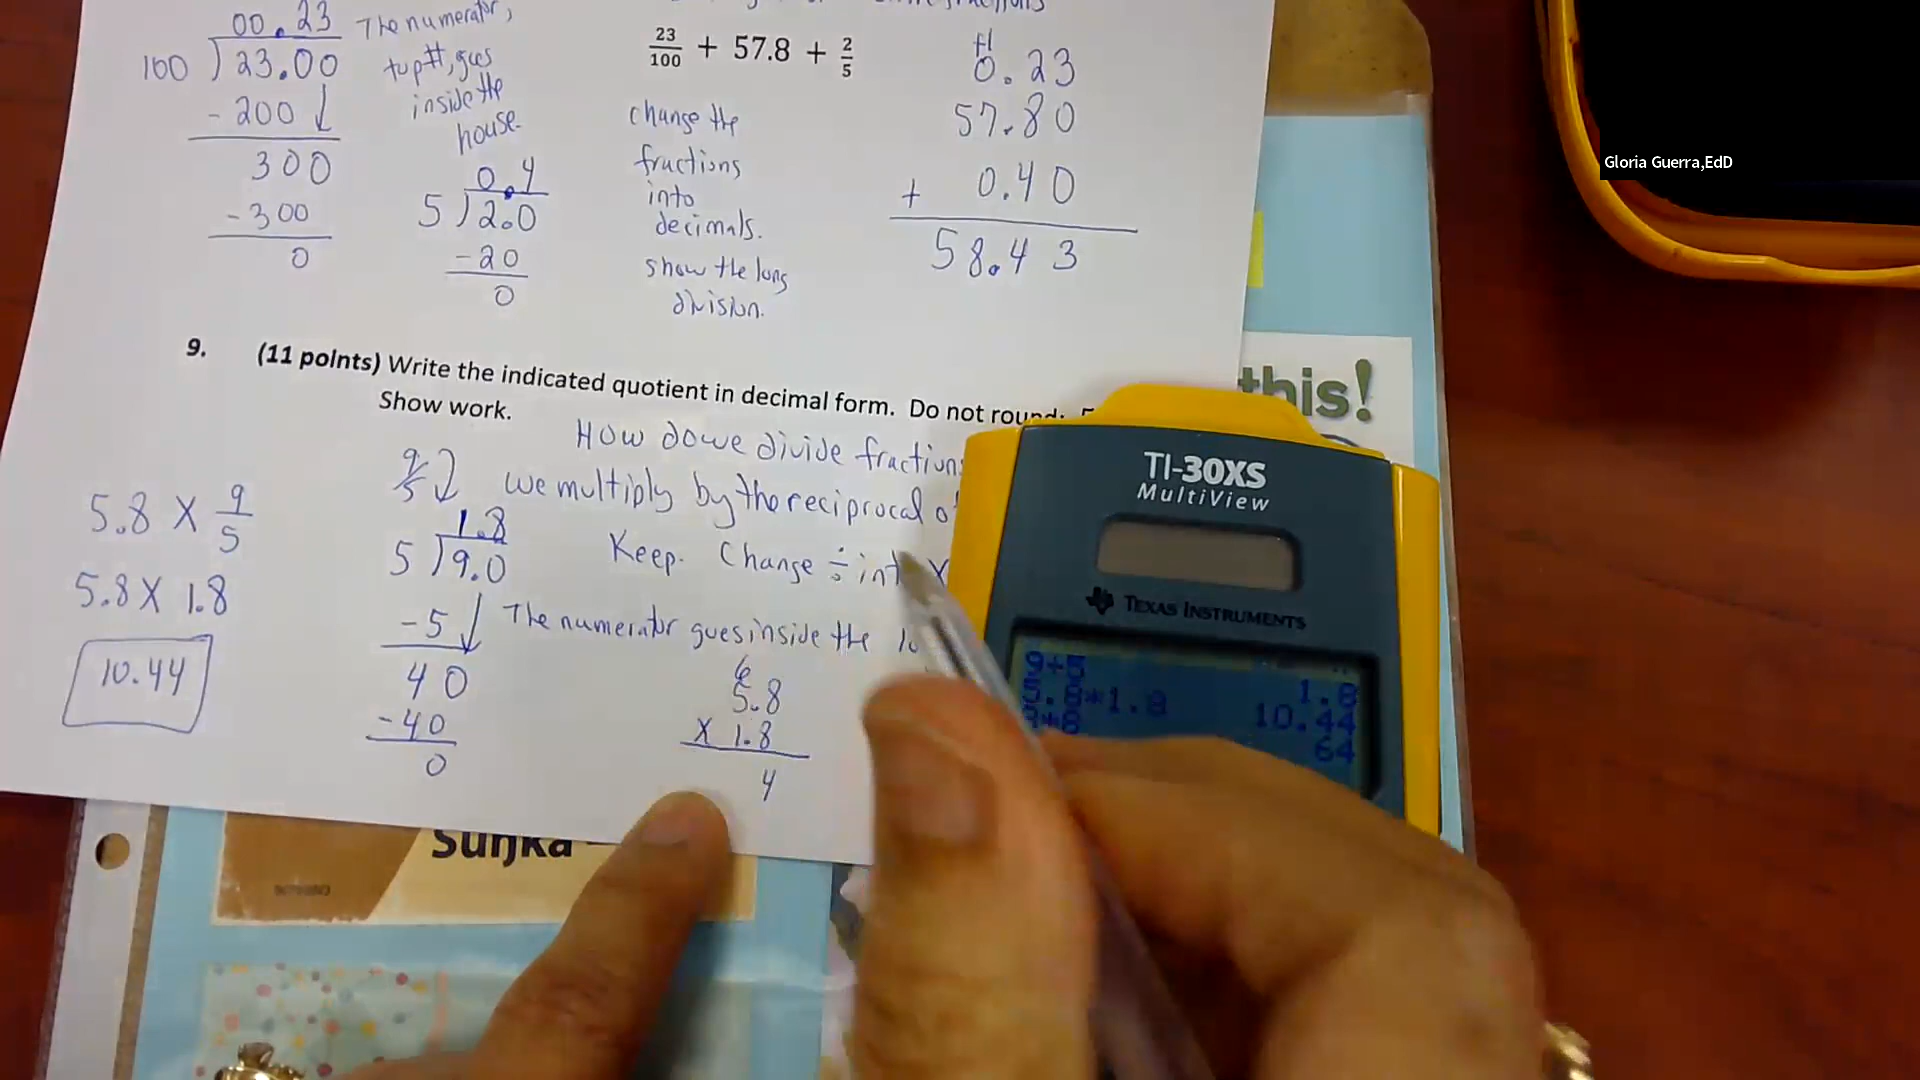 00.23
100 ) 23.00
- 200
300
- 300
0
The numerator,
top #, goes
inside the
house.
0.4
5 ) 2.0
- 20
0
23/100 + 57.8 + 2/5
change the
fractions
into
decimals.
show the long
division.
+1
0.23
57.80
+ 0.40
58.43
Gloria Guerra,EdD
9. (11 points) Write the indicated quotient in decimal form. Do not round:
Show work.
How do we divide fractions
we multiply by the reciprocal
Keep. Change ÷ into X
The numerator goes inside the
5.8 X 9/5
5.8 X 1.8
10.44
9/5
1.8
5 ) 9.0
- 5
40
- 40
0
6
5.8
X 1.8
4
this!
TI-30XS
MultiView
TEXAS INSTRUMENTS
9÷5 1.8
5.8*1.8 10.44
64
Suŋka